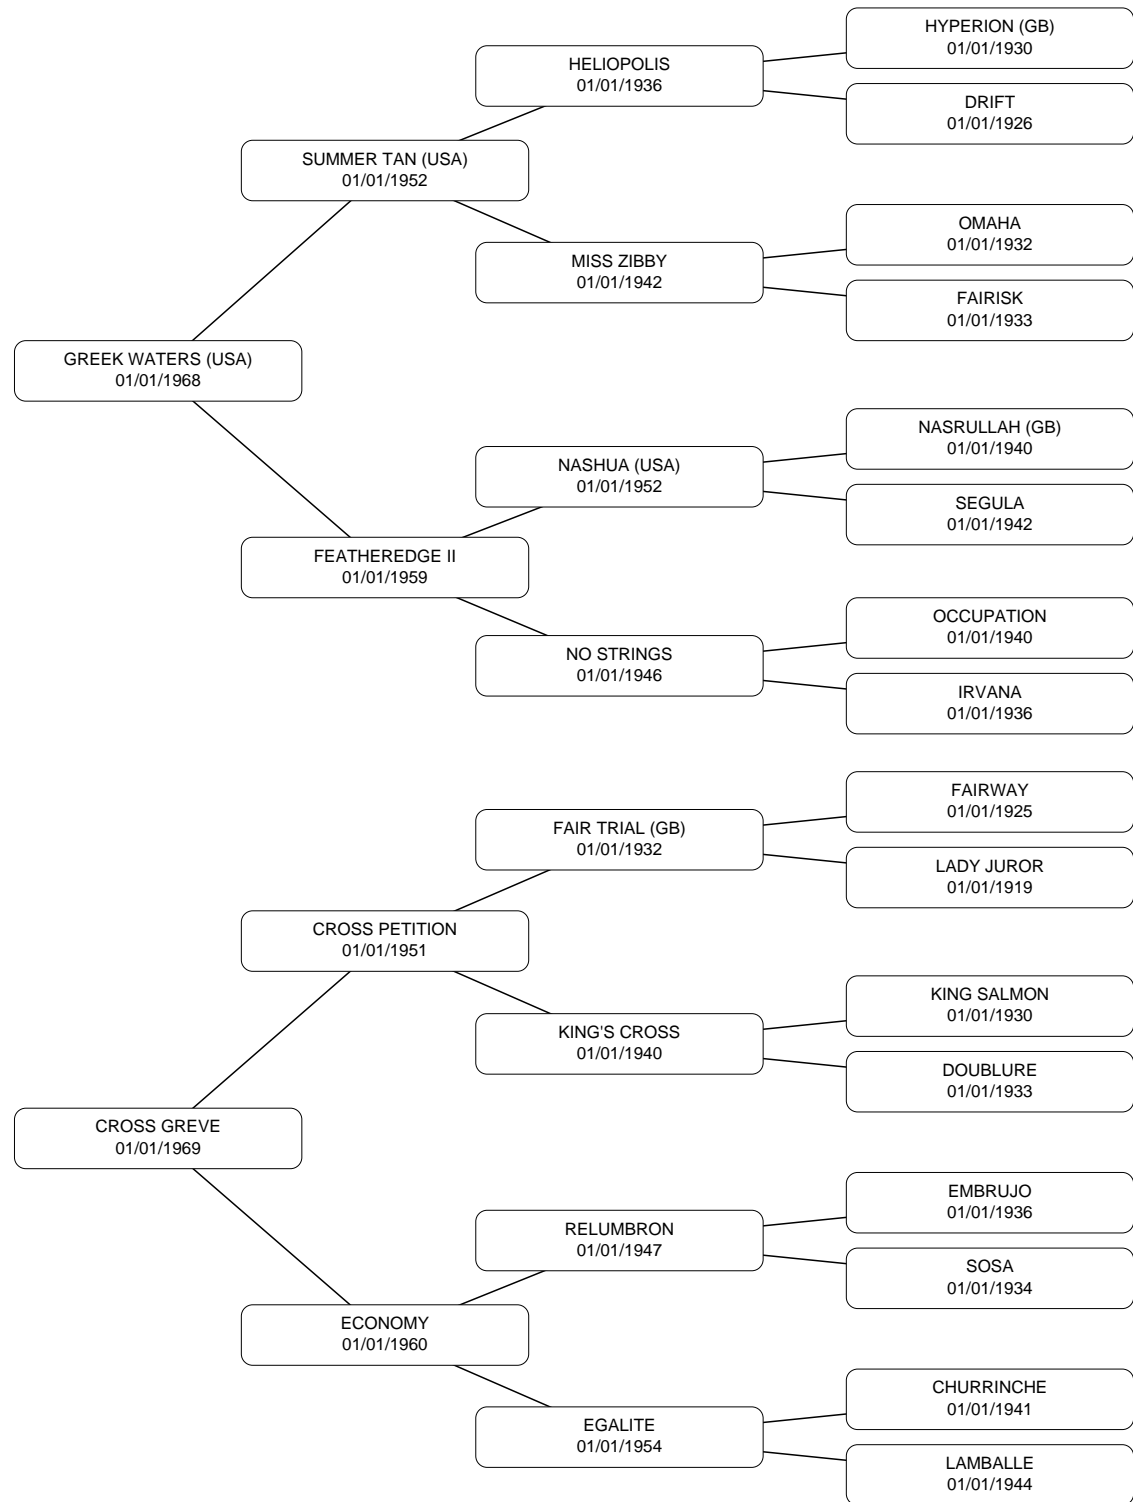 HYPERION (GB)
01/01/1930
HELIOPOLIS
01/01/1936
DRIFT
01/01/1926
SUMMER TAN (USA)
01/01/1952
OMAHA
01/01/1932
MISS ZIBBY
01/01/1942
FAIRISK
01/01/1933
GREEK WATERS (USA)
01/01/1968
NASRULLAH (GB)
01/01/1940
NASHUA (USA)
01/01/1952
SEGULA
01/01/1942
FEATHEREDGE II
01/01/1959
OCCUPATION
01/01/1940
NO STRINGS
01/01/1946
IRVANA
01/01/1936
FAIRWAY
01/01/1925
FAIR TRIAL (GB)
01/01/1932
LADY JUROR
01/01/1919
CROSS PETITION
01/01/1951
KING SALMON
01/01/1930
KING'S CROSS
01/01/1940
DOUBLURE
01/01/1933
CROSS GREVE
01/01/1969
EMBRUJO
01/01/1936
RELUMBRON
01/01/1947
SOSA
01/01/1934
ECONOMY
01/01/1960
CHURRINCHE
01/01/1941
EGALITE
01/01/1954
LAMBALLE
01/01/1944